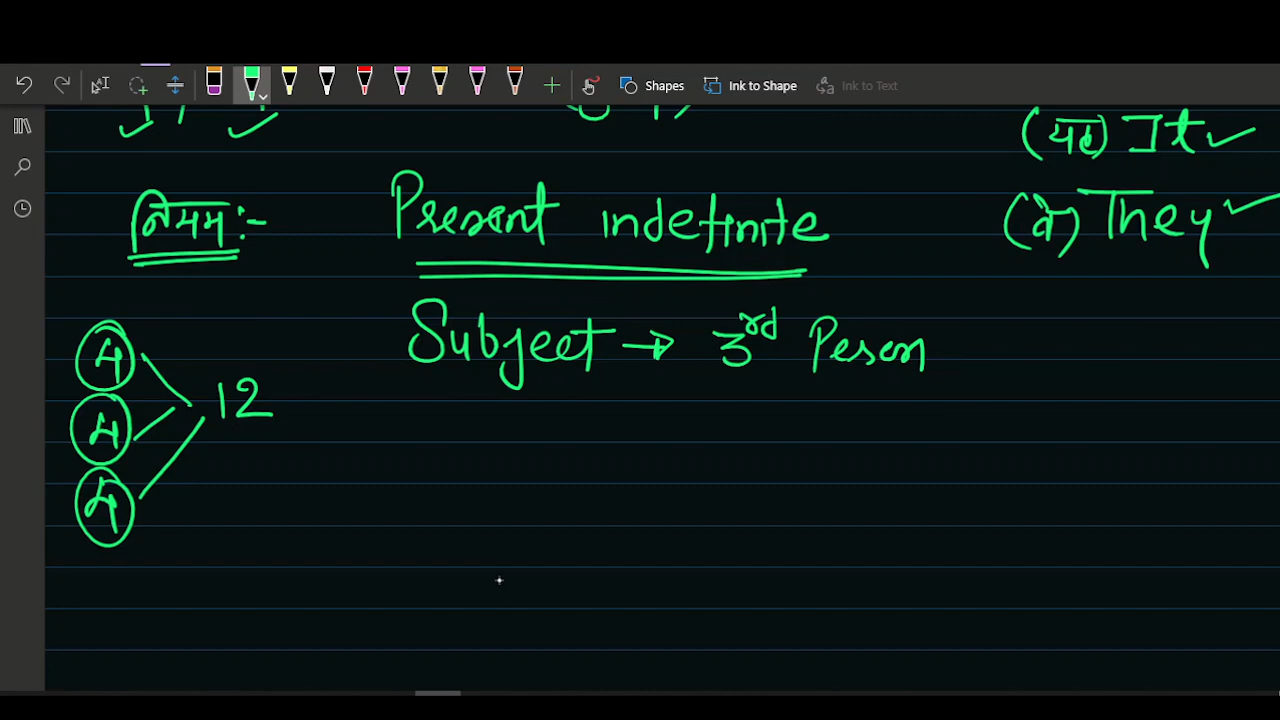 Shapes Ink to Shape Ink to Text
(यह) It
नियम :- Present indefinite (वे) They
Subject → 3rd Peson
4
4 12
4